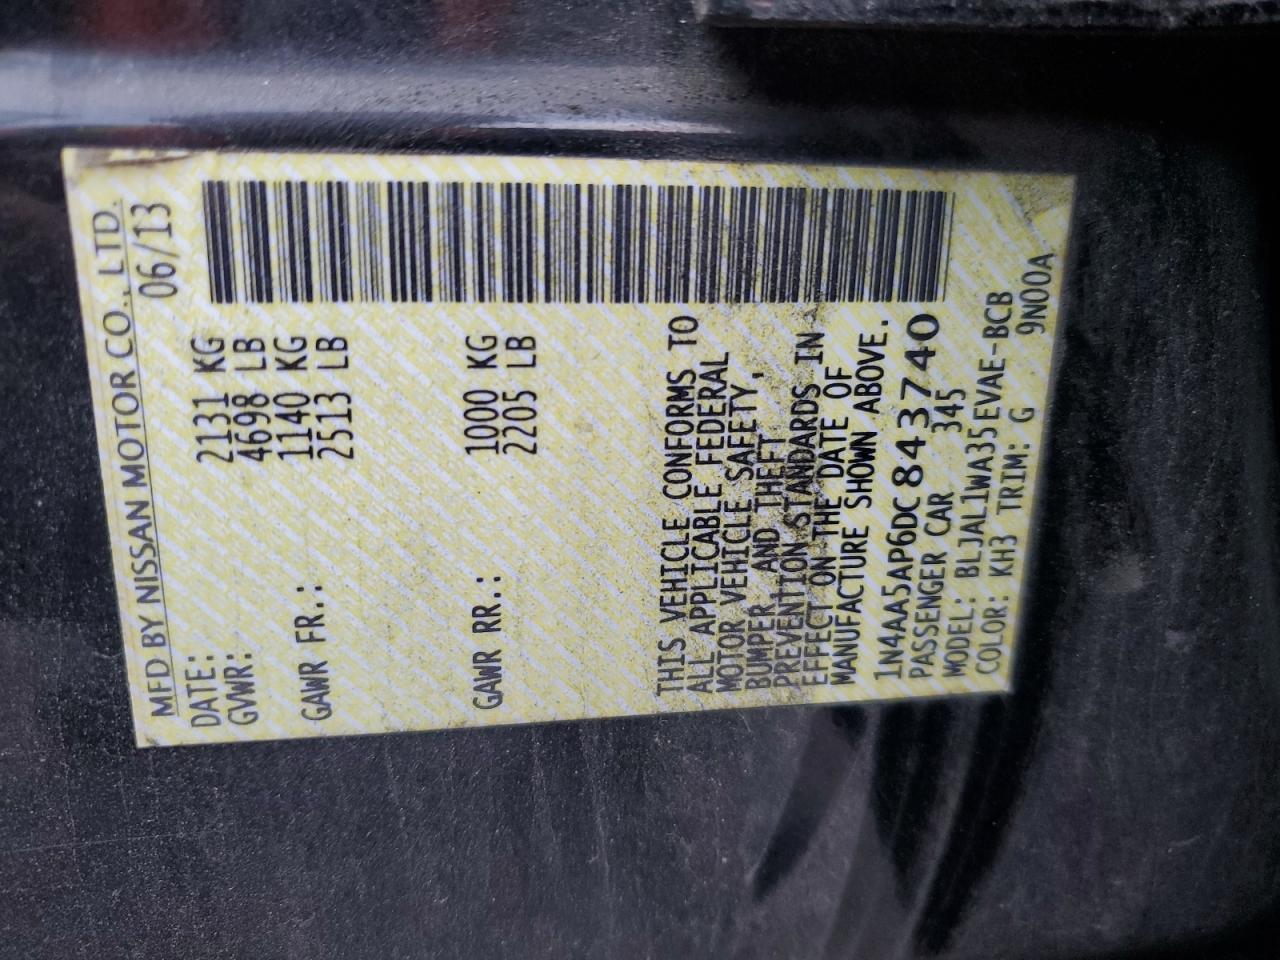 MFD BY NISSAN MOTOR CO., LTD.
DATE: 06/13
GVWR: 2131 KG
4698 LB
GAWR FR.: 1140 KG
2513 LB
GAWR RR.: 1000 KG
2205 LB
THIS VEHICLE CONFORMS TO
ALL APPLICABLE FEDERAL
MOTOR VEHICLE SAFETY,
BUMPER AND THEFT
PREVENTION STANDARDS IN
EFFECT ON THE DATE OF
MANUFACTURE SHOWN ABOVE.
1N4AA5AP6DC843740
PASSENGER CAR 345
MODEL: BLJAL1WA35EVAE-BCB
COLOR: KH3 TRIM: G 9N00A